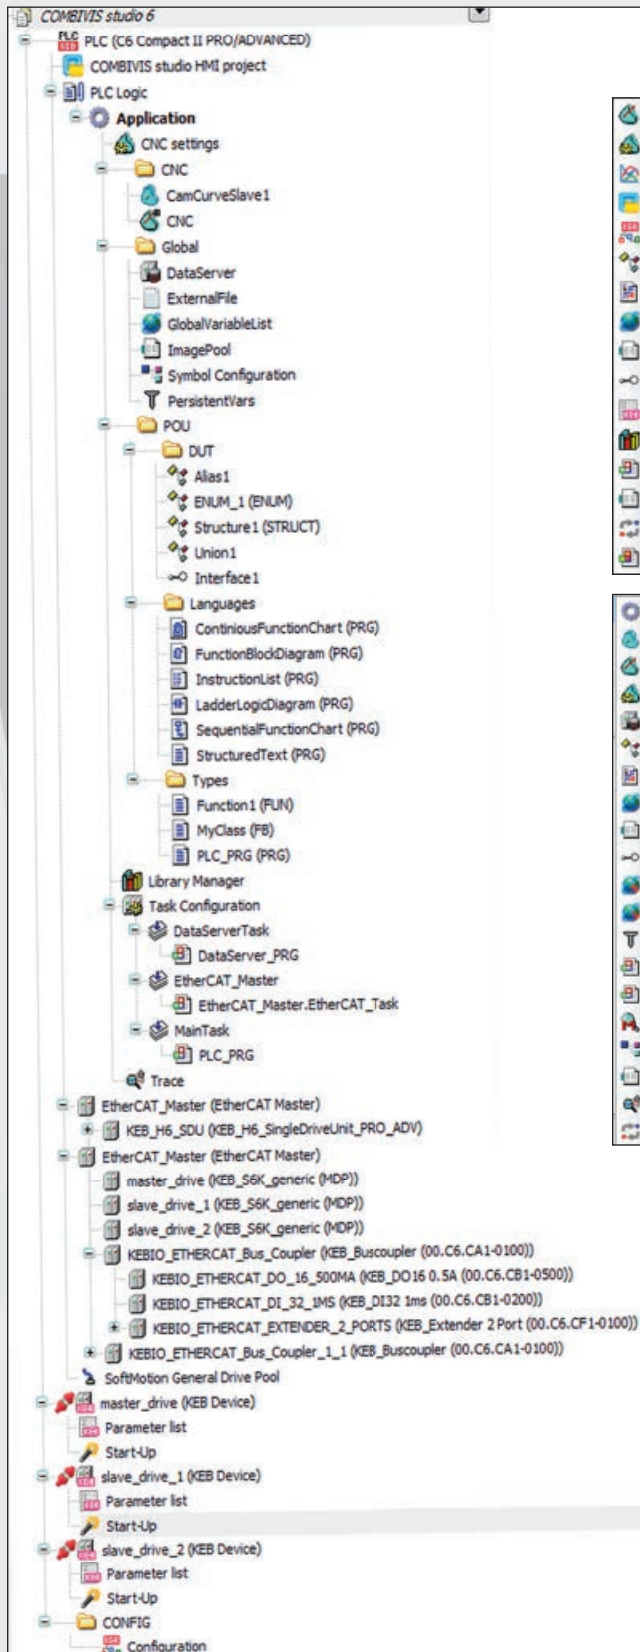 COMBIVIS studio 6
PLC (C6 Compact II PRO/ADVANCED)
COMBIVIS studio HMI project
PLC Logic
Application
CNC settings
CNC
CamCurveSlave1
CNC
Global
DataServer
ExternalFile
GlobalVariableList
ImagePool
Symbol Configuration
PersistentVars
POU
DUT
Alias1
ENUM_1 (ENUM)
Structure1 (STRUCT)
Union1
Interface1
Languages
ContiniousFunctionChart (PRG)
FunctionBlockDiagram (PRG)
InstructionList (PRG)
LadderLogicDiagram (PRG)
SequentialFunctionChart (PRG)
StructuredText (PRG)
Types
Function1 (FUN)
MyClass (FB)
PLC_PRG (PRG)
Library Manager
Task Configuration
DataServerTask
DataServer_PRG
EtherCAT_Master
EtherCAT_Master.EtherCAT_Task
MainTask
PLC_PRG
Trace
EtherCAT_Master (EtherCAT Master)
KEB_H6_SDU (KEB_H6_SingleDriveUnit_PRO_ADV)
EtherCAT_Master (EtherCAT Master)
master_drive (KEB_S6K_generic (MDP))
slave_drive_1 (KEB_S6K_generic (MDP))
slave_drive_2 (KEB_S6K_generic (MDP))
KEBIO_ETHERCAT_Bus_Coupler (KEB_Buscoupler (00.C6.CA1-0100))
KEBIO_ETHERCAT_DO_16_500MA (KEB_DO16 0.5A (00.C6.CB1-0500))
KEBIO_ETHERCAT_DI_32_1MS (KEB_DI32 1ms (00.C6.CB1-0200))
KEBIO_ETHERCAT_EXTENDER_2_PORTS (KEB_Extender 2 Port (00.C6.CF1-0100))
KEBIO_ETHERCAT_Bus_Coupler_1_1 (KEB_Buscoupler (00.C6.CA1-0100))
SoftMotion General Drive Pool
master_drive (KEB Device)
Parameter list
Start-Up
slave_drive_1 (KEB Device)
Parameter list
Start-Up
slave_drive_2 (KEB Device)
Parameter list
Start-Up
CONFIG
Configuration